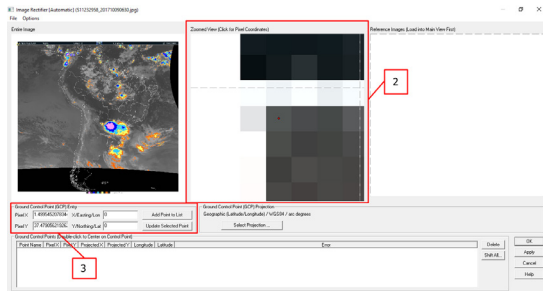 Image Rectifier (Automatic) (S11232958_201710090630.jpg)
File Options
Entire Image
Zoomed View (Click for Pixel Coordinates)
Reference Images (Load into Main View First)
2
Ground Control Point (GCP) Entry
Pixel X
X/Easting/Lon
0
Add Point to List
Pixel Y
Y/Northing/Lat
0
Update Selected Point
Ground Control Point (GCP) Projection
Geographic (Latitude/Longitude) / WGS84 / arc degrees
Select Projection...
3
Ground Control Points (Double-click to Center on Control Point)
Point Name Pixel X Pixel Y Projected X Projected Y Longitude Latitude Error
Delete
Shift All...
OK
Apply
Cancel
Help